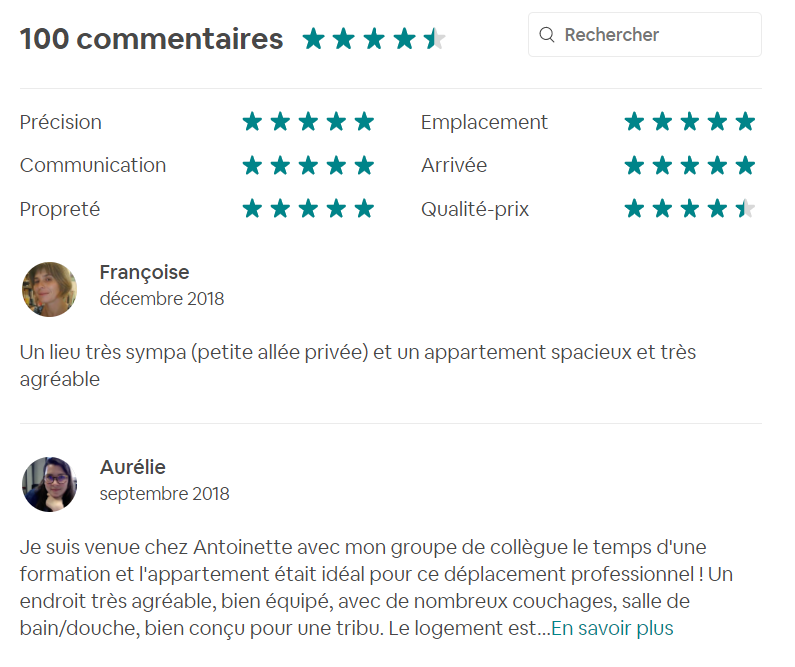 100 commentaires
Rechercher
Précision
Emplacement
Communication
Arrivée
Propreté
Qualité-prix
Françoise
décembre 2018
Un lieu très sympa (petite allée privée) et un appartement spacieux et très
agréable
Aurélie
septembre 2018
Je suis venue chez Antoinette avec mon groupe de collègue le temps d'une
formation et l'appartement était idéal pour ce déplacement professionnel ! Un
endroit très agréable, bien équipé, avec de nombreux couchages, salle de
bain/douche, bien conçu pour une tribu. Le logement est...En savoir plus